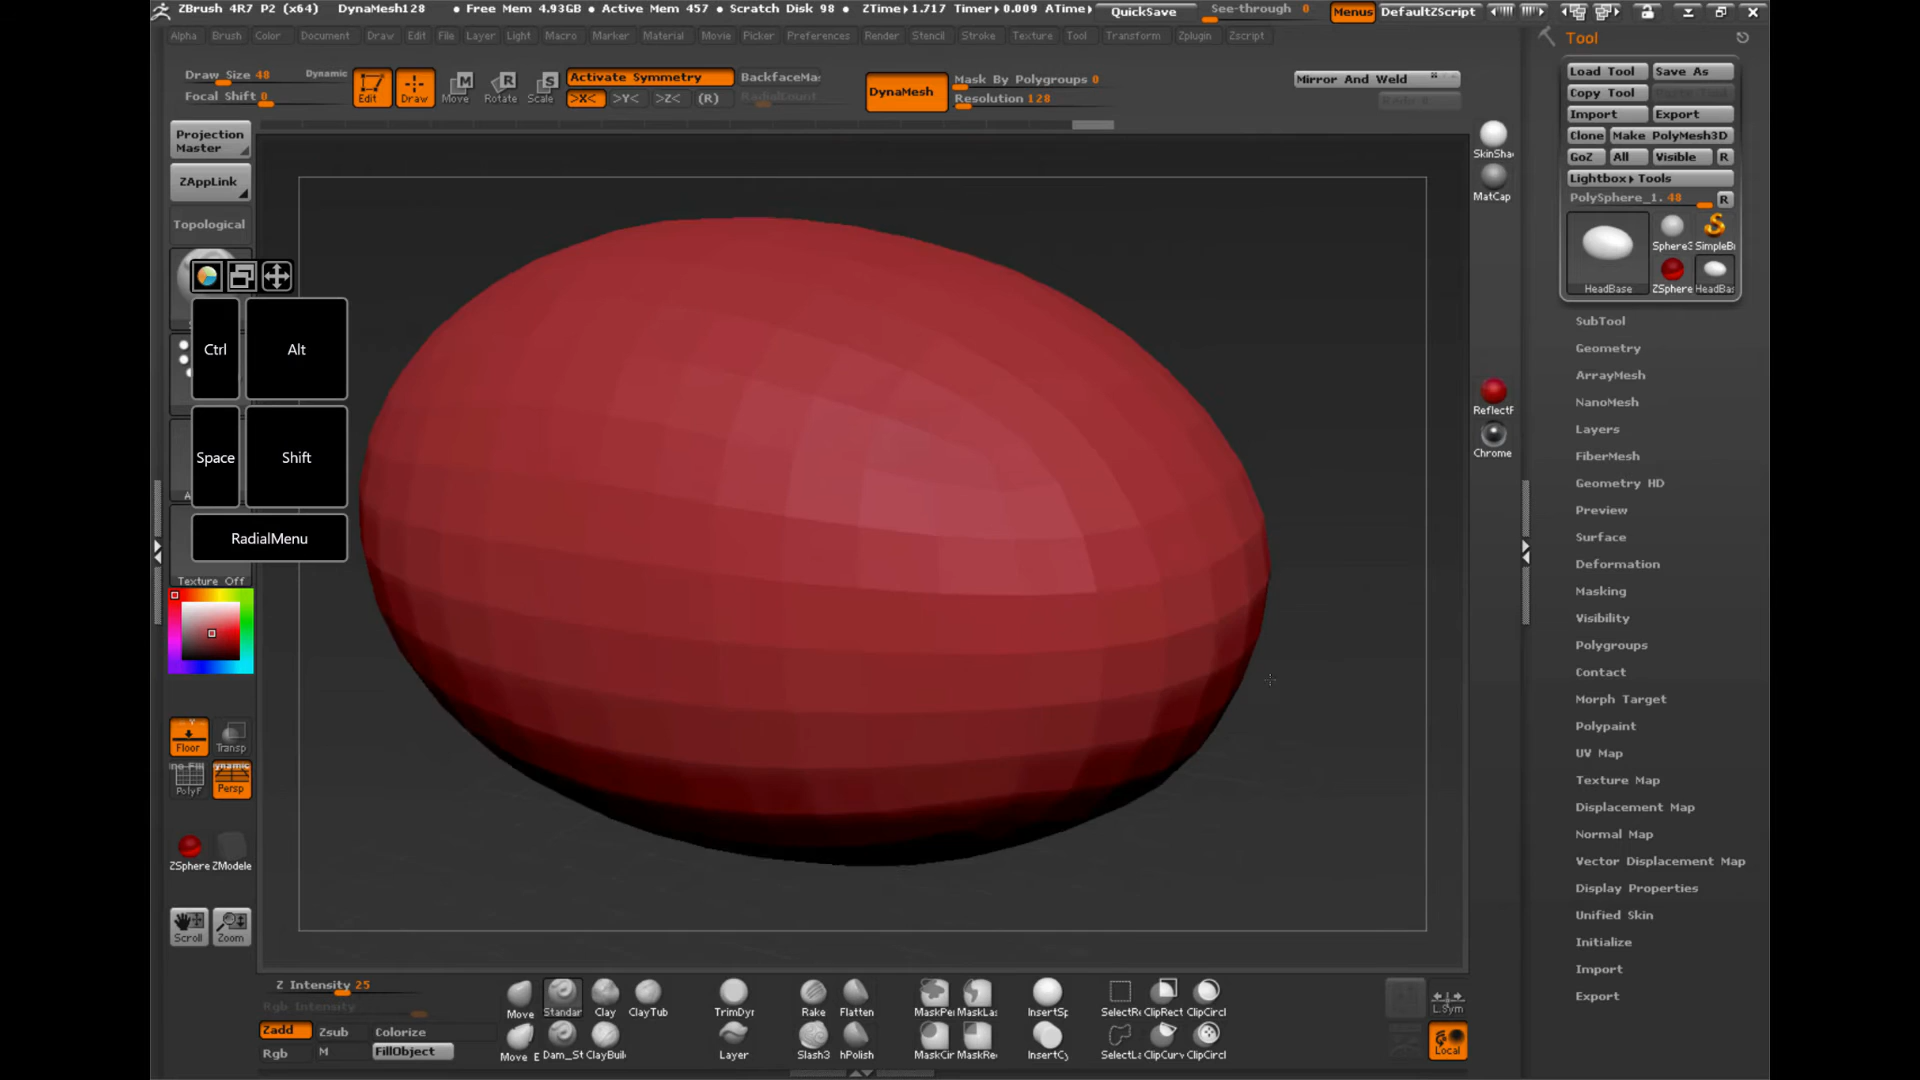 ZBrush 4R7 P2 (x64) DynaMesh128 • Free Mem 4.93GB • Active Mem 457 • Scratch Disk 98 • ZTime▸1.717 Timer▸0.009 ATime▸ QuickSave See-through 0 Menus DefaultZScript
Alpha Brush Color Document Draw Edit File Layer Light Macro Marker Material Movie Picker Preferences Render Stencil Stroke Texture Tool Transform Zplugin Zscript
Tool
Draw Size 48 Dynamic
Focal Shift 0
Edit Draw Move Rotate Scale
Activate Symmetry BackfaceMa
>X< >Y< >Z< (R) RadialCount
DynaMesh
Mask By Polygroups 0
Resolution 128
Mirror And Weld
Load Tool Save As
Copy Tool
Import Export
Clone Make PolyMesh3D
GoZ All Visible R
Lightbox▸Tools
PolySphere_1. 48 R
Sphere3 SimpleB
HeadBase ZSphere HeadBa
Projection
Master
ZAppLink
Topological
Ctrl Alt
Space Shift
RadialMenu
Texture Off
Floor Transp
PolyF Persp
ZSphere ZModele
Scroll Zoom
SkinSha
MatCap
ReflectF
Chrome
SubTool
Geometry
ArrayMesh
NanoMesh
Layers
FiberMesh
Geometry HD
Preview
Surface
Deformation
Masking
Visibility
Polygroups
Contact
Morph Target
Polypaint
UV Map
Texture Map
Displacement Map
Normal Map
Vector Displacement Map
Display Properties
Unified Skin
Initialize
Import
Export
Z Intensity 25
Rgb Intensity
Zadd Zsub Colorize
Rgb M FillObject
Move Standar Clay ClayTub TrimDyn Rake Flatten MaskPe MaskLa InsertSp SelectRe ClipRect ClipCircl
Move E Dam_St ClayBuil Layer Slash3 hPolish MaskCir MaskRe InsertCy SelectLa ClipCurv ClipCircl
L.Sym
Local